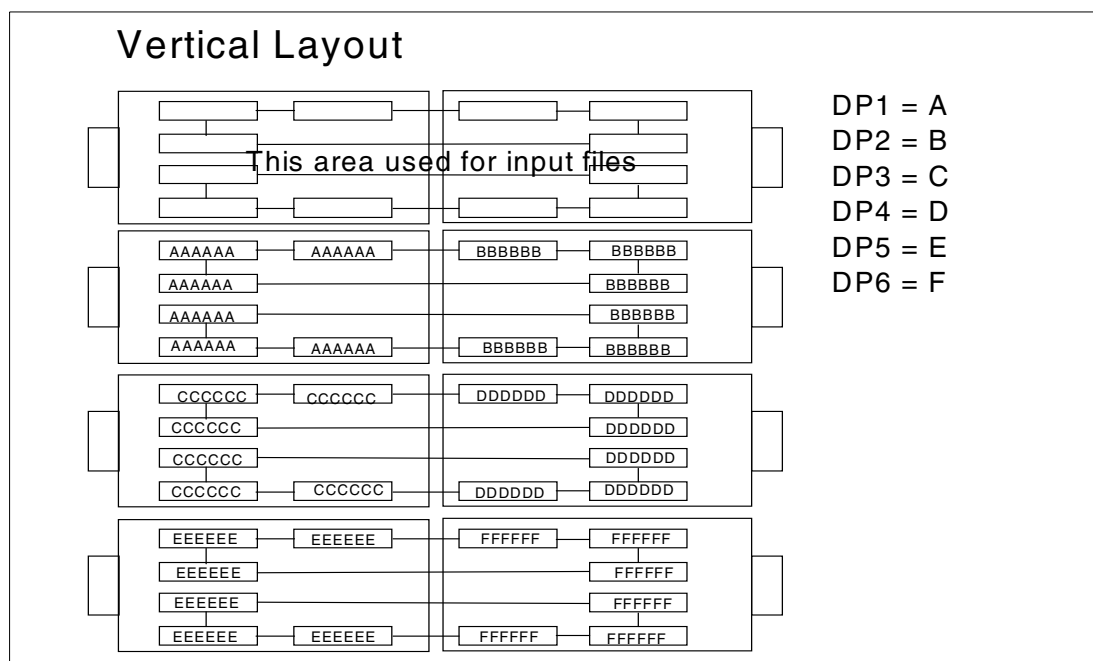 Vertical Layout
DP1 = A
DP2 = B
DP3 = C
DP4 = D
DP5 = E
DP6 = F
This area used for input files
AAAAAA AAAAAA BBBBBB BBBBBB
AAAAAA BBBBBB
AAAAAA BBBBBB
AAAAAA AAAAAA BBBBBB BBBBBB
CCCCCC CCCCCC DDDDDD DDDDDD
CCCCCC DDDDDD
CCCCCC DDDDDD
CCCCCC CCCCCC DDDDDD DDDDDD
EEEEEE EEEEEE FFFFFF FFFFFF
EEEEEE FFFFFF
EEEEEE FFFFFF
EEEEEE EEEEEE FFFFFF FFFFFF